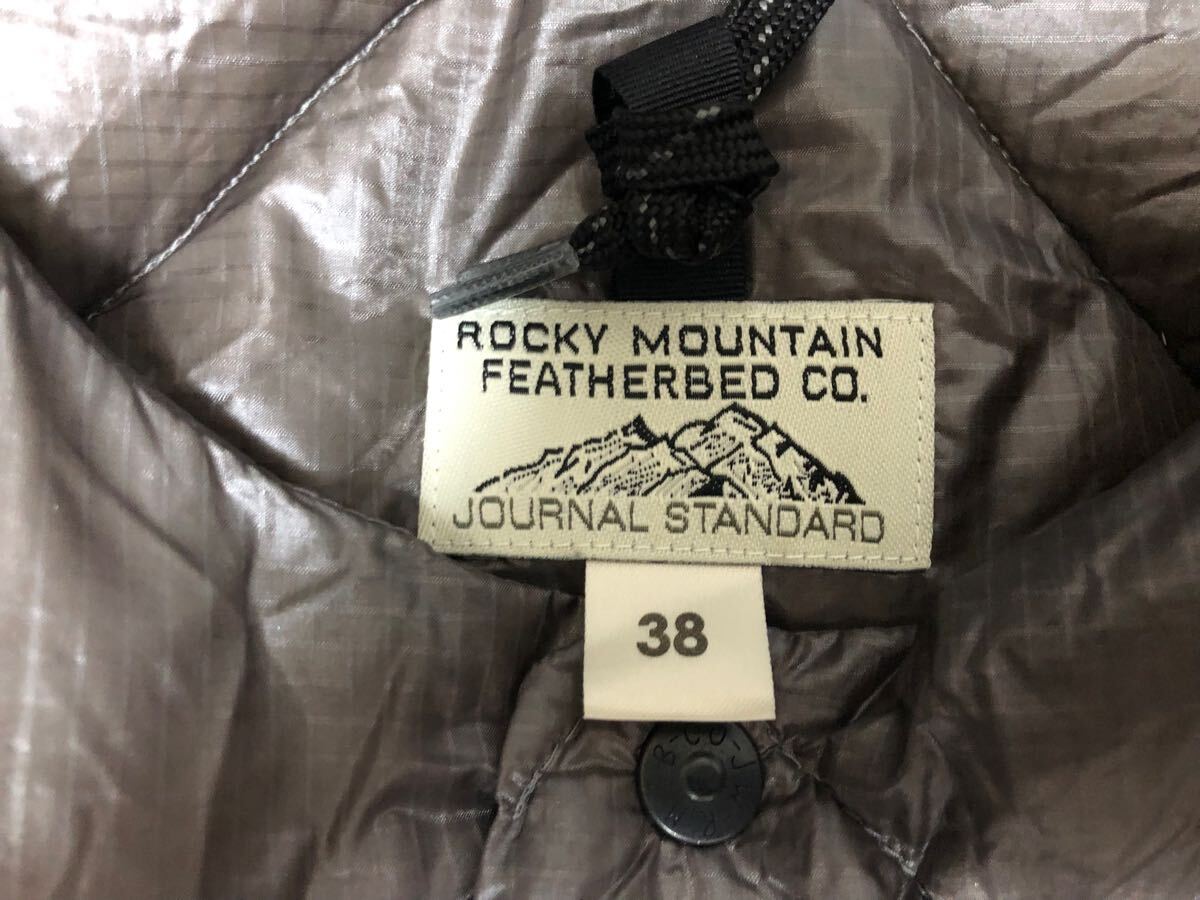 ROCKY MOUNTAIN
FEATHERBED CO.
JOURNAL STANDARD
38